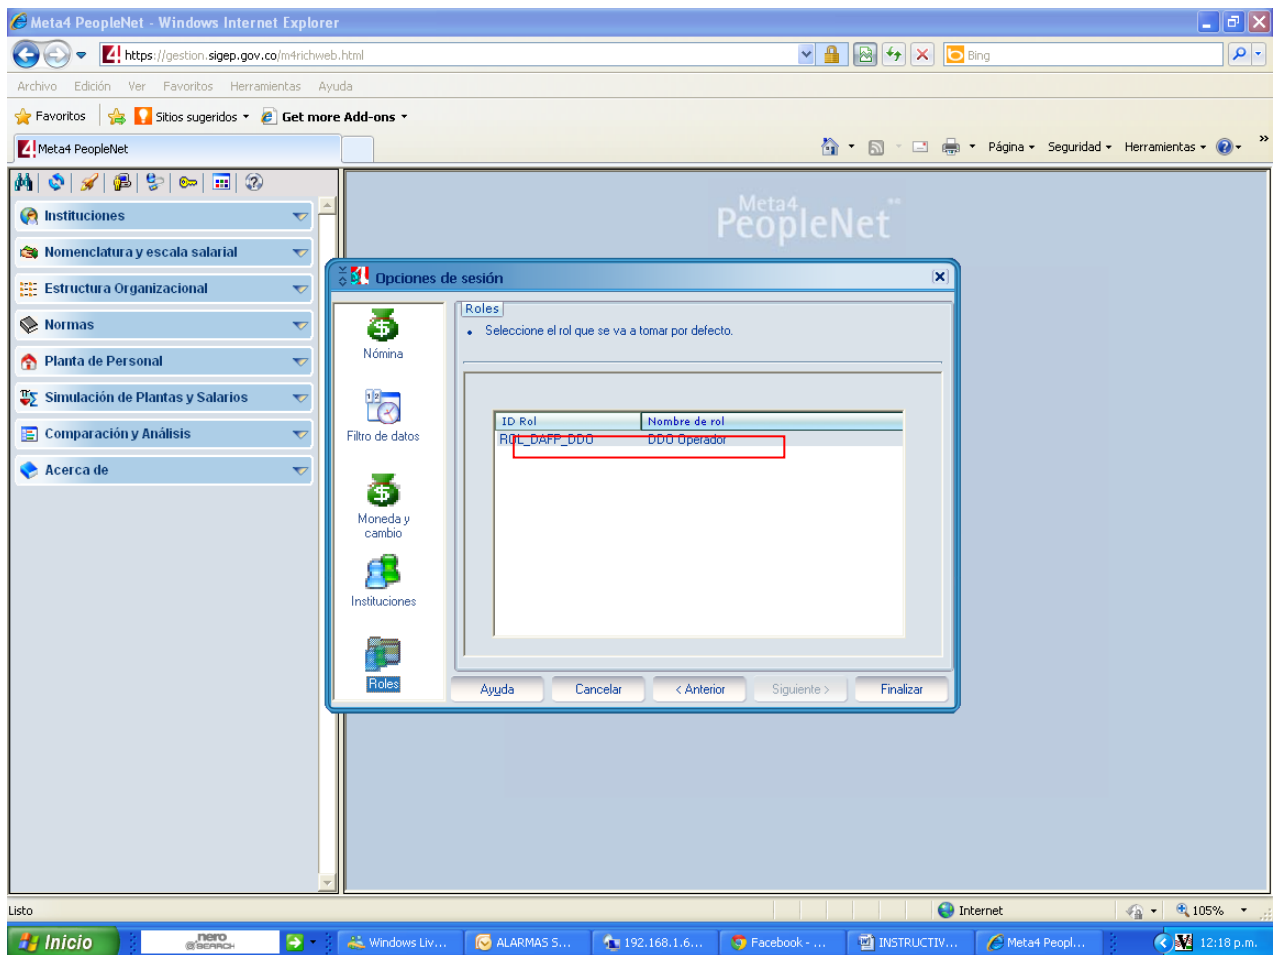 Meta4 PeopleNet - Windows Internet Explorer
https://gestion.sigep.gov.co/m4richweb.html
Bing
Archivo Edición Ver Favoritos Herramientas Ayuda
Favoritos Sitios sugeridos Get more Add-ons
Meta4 PeopleNet
Página Seguridad Herramientas »
Meta4
PeopleNet
Instituciones
Nomenclatura y escala salarial
Estructura Organizacional
Normas
Planta de Personal
Simulación de Plantas y Salarios
Comparación y Análisis
Acerca de
Opciones de sesión
Nómina
Filtro de datos
Moneda y
cambio
Instituciones
Roles
Roles
• Seleccione el rol que se va a tomar por defecto.
ID Rol Nombre de rol
ROL_DAFP_DDO DDO Operador
Ayuda Cancelar < Anterior Siguiente > Finalizar
Listo Internet 105%
Inicio nero SEARCH Windows Liv... ALARMAS S... 192.168.1.6... Facebook - ... INSTRUCTIV... Meta4 Peopl... 12:18 p.m.